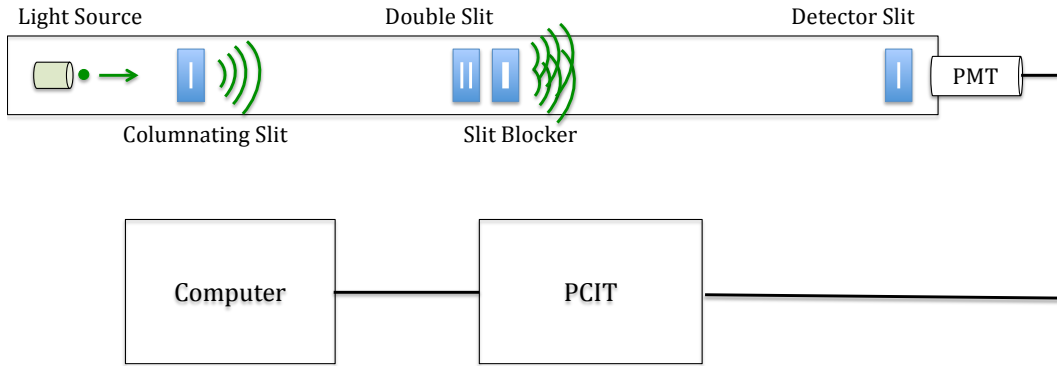 Light Source
Double Slit
Detector Slit
PMT
Columnating Slit
Slit Blocker
Computer
PCIT